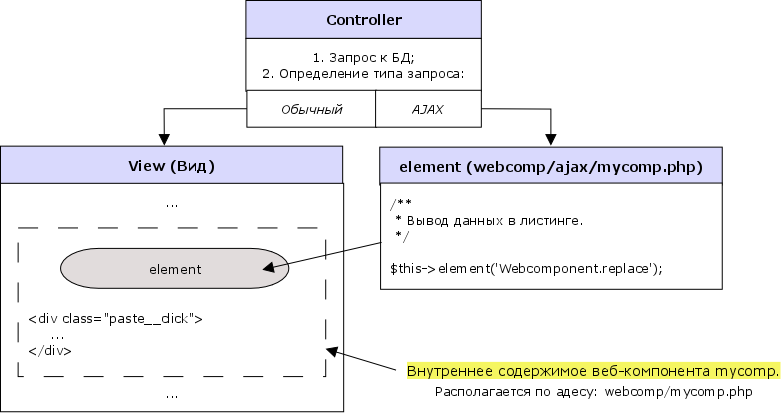 Controller
1. Запрос к БД;
2. Определение типа запроса:
Обычный
AJAX
View (Вид)
...
element
<div class="paste__dick">
...
</div>
...
element (webcomp/ajax/mycomp.php)
/**
* Вывод данных в листинге.
*/
$this->element('Webcomponent.replace');
Внутреннее содержимое веб-компонента mycomp.
Располагается по адесу: webcomp/mycomp.php